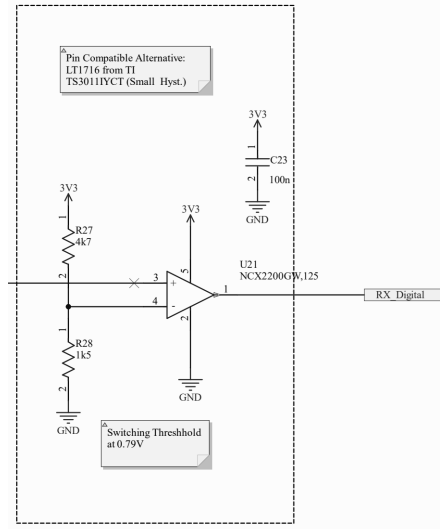 Pin Compatible Alternative:
LT1716 from TI
TS3011IYCT (Small Hyst.)
3V3
1
C23
2
100n
GND
3V3
1
R27
4k7
2
3V3
5
U21
NCX2200GW,125
3
+
4
-
1
RX_Digital
2
1
R28
1k5
2
GND
GND
Switching Threshhold
at 0.79V